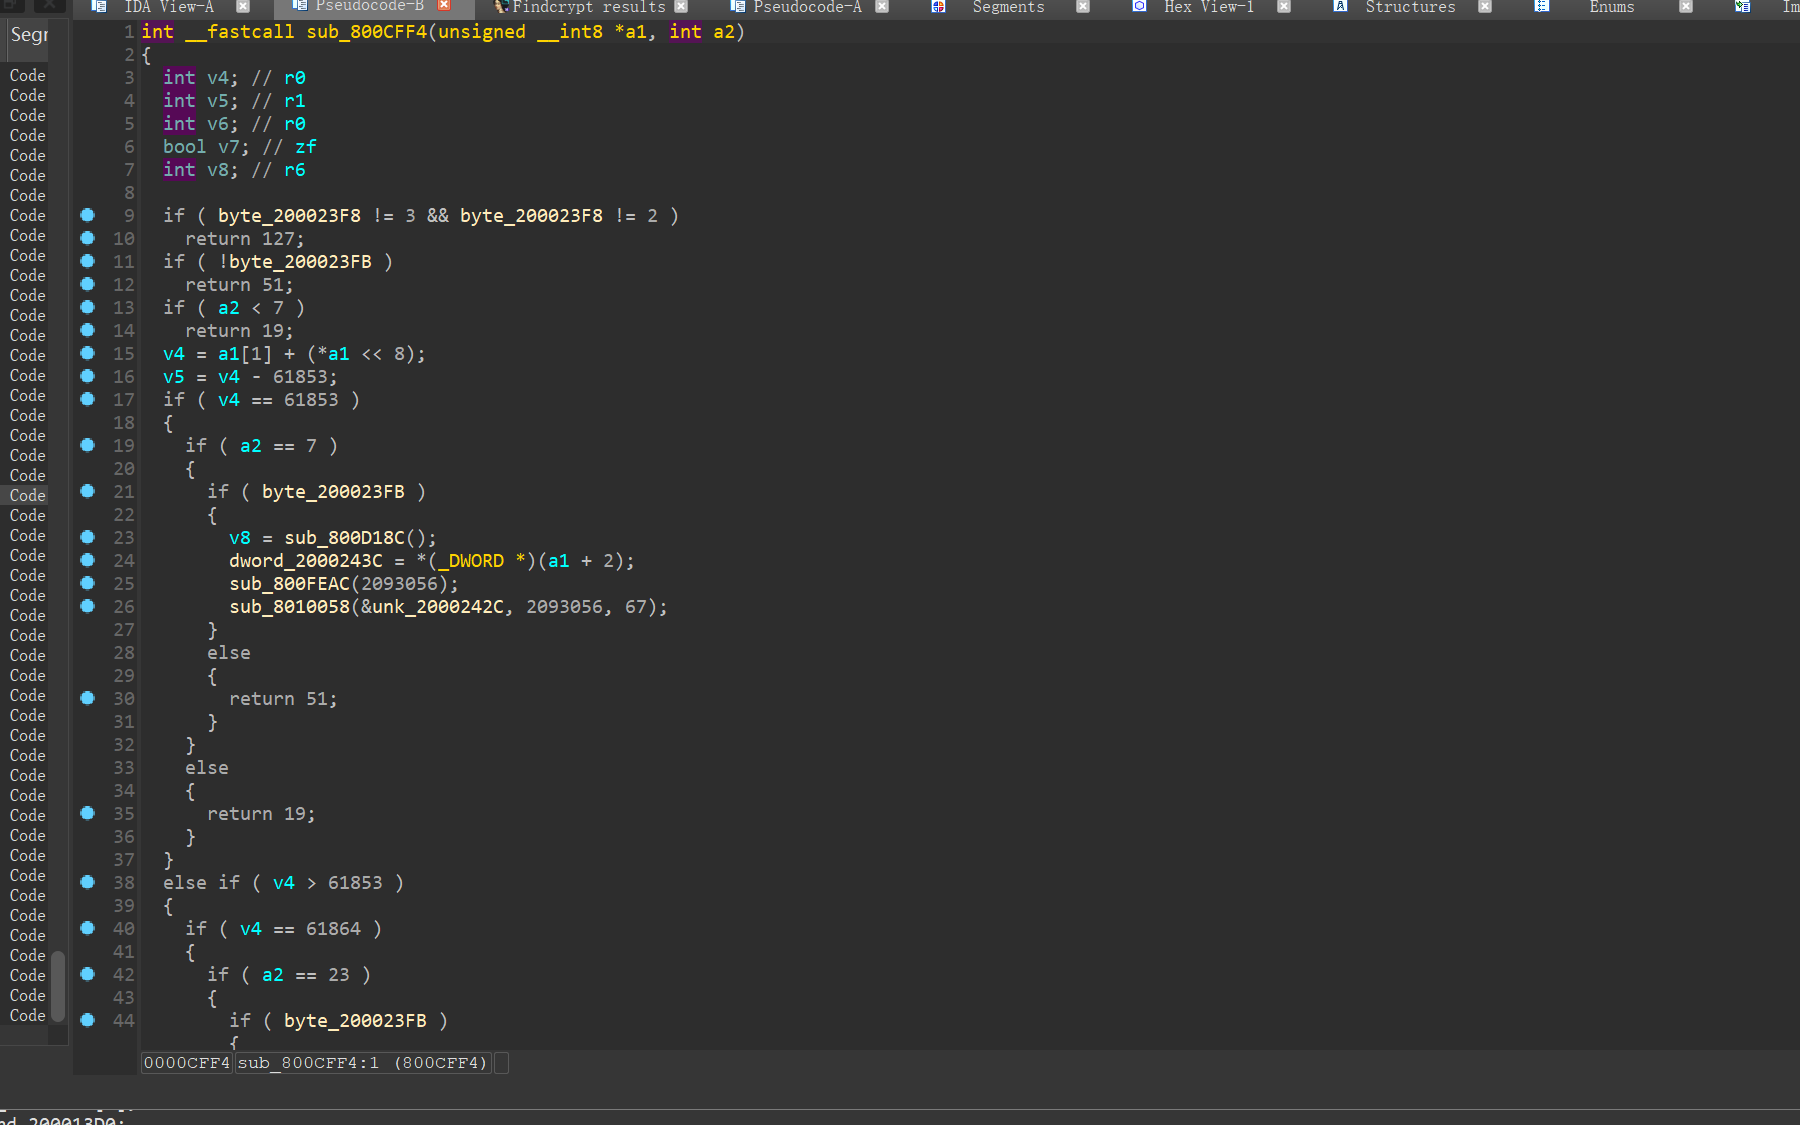 IDA View-A Pseudocode-B Findcrypt results Pseudocode-A Segments Hex View-1 Structures Enums Im
Segr
1 int __fastcall sub_800CFF4(unsigned __int8 *a1, int a2)
2 {
Code 3 int v4; // r0
Code 4 int v5; // r1
Code 5 int v6; // r0
Code 6 bool v7; // zf
Code 7 int v8; // r6
Code 8
Code 9 if ( byte_200023F8 != 3 && byte_200023F8 != 2 )
Code 10 return 127;
Code 11 if ( !byte_200023FB )
Code 12 return 51;
Code 13 if ( a2 < 7 )
Code 14 return 19;
Code 15 v4 = a1[1] + (*a1 << 8);
Code 16 v5 = v4 - 61853;
Code 17 if ( v4 == 61853 )
Code 18 {
Code 19 if ( a2 == 7 )
Code 20 {
Code 21 if ( byte_200023FB )
Code 22 {
Code 23 v8 = sub_800D18C();
Code 24 dword_2000243C = *(_DWORD *)(a1 + 2);
Code 25 sub_800FEAC(2093056);
Code 26 sub_8010058(&unk_2000242C, 2093056, 67);
Code 27 }
Code 28 else
Code 29 {
Code 30 return 51;
Code 31 }
Code 32 }
Code 33 else
Code 34 {
Code 35 return 19;
Code 36 }
Code 37 }
Code 38 else if ( v4 > 61853 )
Code 39 {
Code 40 if ( v4 == 61864 )
Code 41 {
Code 42 if ( a2 == 23 )
Code 43 {
Code 44 if ( byte_200023FB )
Code {
Code
Code
Code
Code
Code
0000CFF4 sub_800CFF4:1 (800CFF4)
nd_200013D0;